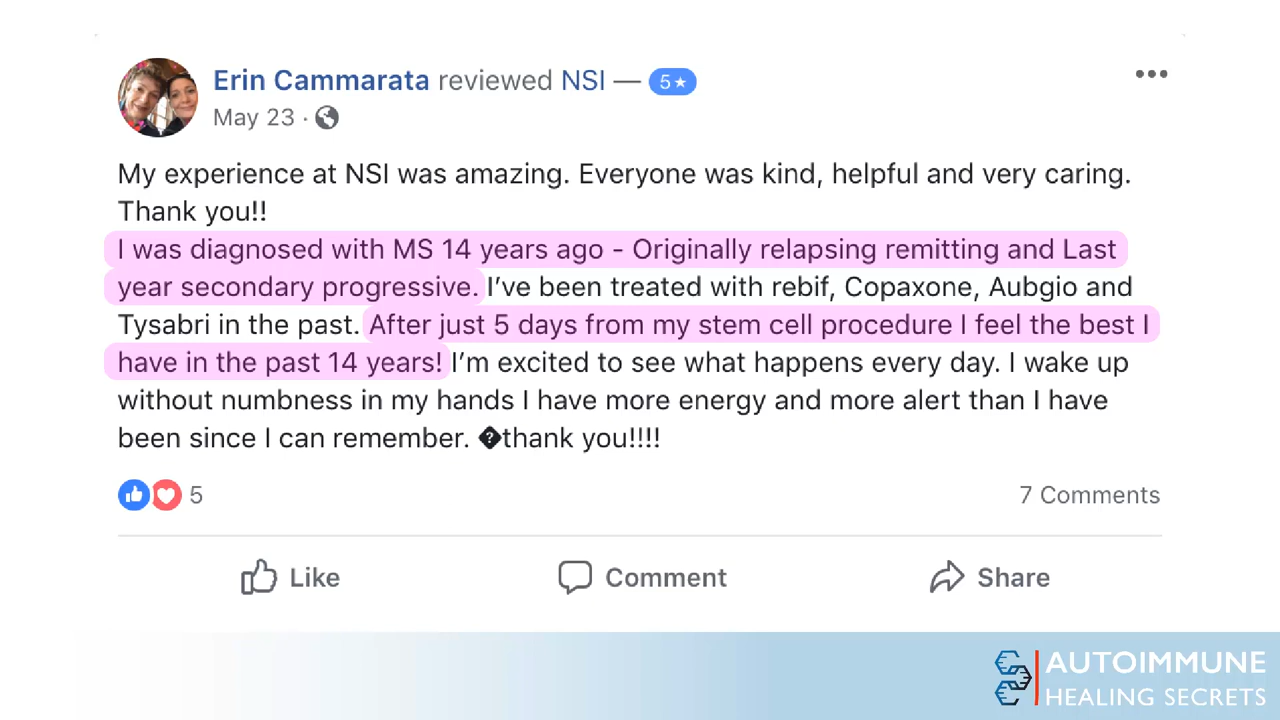 Erin Cammarata reviewed NSI — 5★
May 23 ·
My experience at NSI was amazing. Everyone was kind, helpful and very caring.
Thank you!!
I was diagnosed with MS 14 years ago - Originally relapsing remitting and Last
year secondary progressive. I’ve been treated with rebif, Copaxone, Aubgio and
Tysabri in the past. After just 5 days from my stem cell procedure I feel the best I
have in the past 14 years! I’m excited to see what happens every day. I wake up
without numbness in my hands I have more energy and more alert than I have
been since I can remember. �thank you!!!!
5
7 Comments
Like
Comment
Share
AUTOIMMUNE
HEALING SECRETS